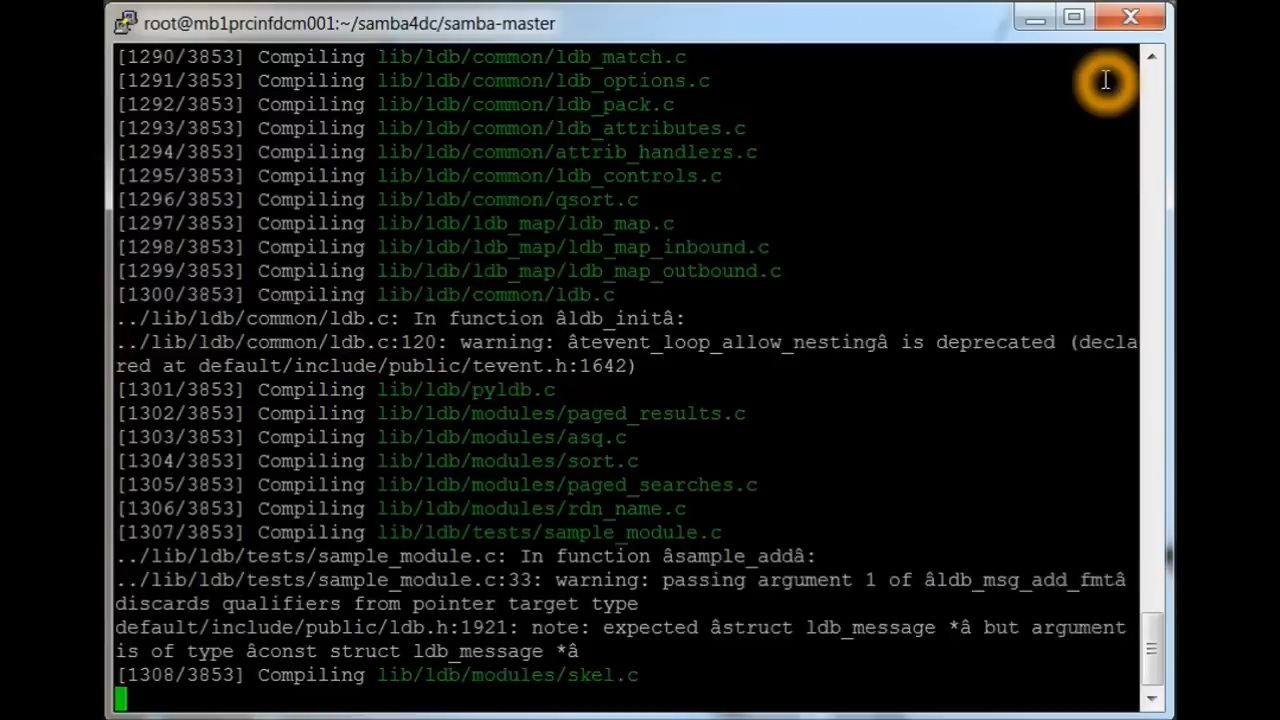 root@mb1prcinfdcm001:~/samba4dc/samba-master
[1290/3853] Compiling lib/ldb/common/ldb_match.c
[1291/3853] Compiling lib/ldb/common/ldb_options.c
[1292/3853] Compiling lib/ldb/common/ldb_pack.c
[1293/3853] Compiling lib/ldb/common/ldb_attributes.c
[1294/3853] Compiling lib/ldb/common/attrib_handlers.c
[1295/3853] Compiling lib/ldb/common/ldb_controls.c
[1296/3853] Compiling lib/ldb/common/qsort.c
[1297/3853] Compiling lib/ldb/ldb_map/ldb_map.c
[1298/3853] Compiling lib/ldb/ldb_map/ldb_map_inbound.c
[1299/3853] Compiling lib/ldb/ldb_map/ldb_map_outbound.c
[1300/3853] Compiling lib/ldb/common/ldb.c
../lib/ldb/common/ldb.c: In function âldb_initâ:
../lib/ldb/common/ldb.c:120: warning: âtevent_loop_allow_nestingâ is deprecated (decla
red at default/include/public/tevent.h:1642)
[1301/3853] Compiling lib/ldb/pyldb.c
[1302/3853] Compiling lib/ldb/modules/paged_results.c
[1303/3853] Compiling lib/ldb/modules/asq.c
[1304/3853] Compiling lib/ldb/modules/sort.c
[1305/3853] Compiling lib/ldb/modules/paged_searches.c
[1306/3853] Compiling lib/ldb/modules/rdn_name.c
[1307/3853] Compiling lib/ldb/tests/sample_module.c
../lib/ldb/tests/sample_module.c: In function âsample_addâ:
../lib/ldb/tests/sample_module.c:33: warning: passing argument 1 of âldb_msg_add_fmtâ
discards qualifiers from pointer target type
default/include/public/ldb.h:1921: note: expected âstruct ldb_message *â but argument
is of type âconst struct ldb_message *â
[1308/3853] Compiling lib/ldb/modules/skel.c